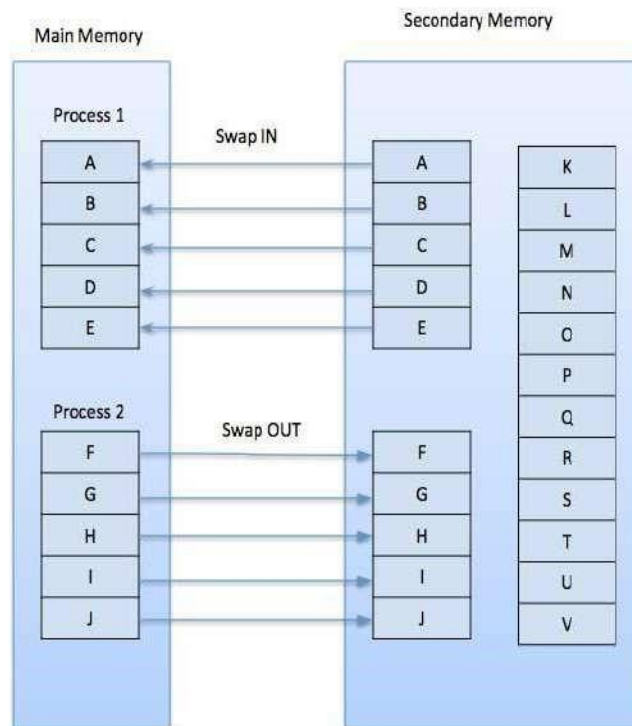 Main Memory
Secondary Memory
Process 1
Swap IN
A
B
C
D
E
A
B
C
D
E
Process 2
Swap OUT
F
G
H
I
J
F
G
H
I
J
K
L
M
N
O
P
Q
R
S
T
U
V